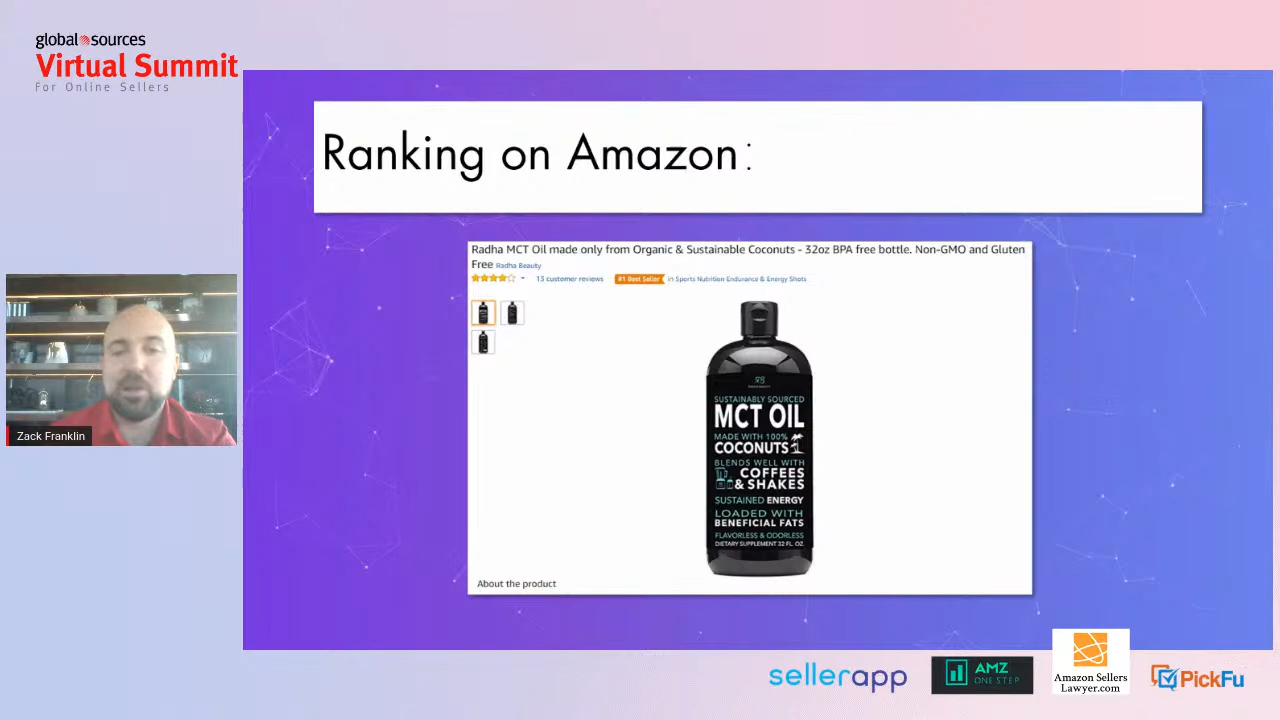 global sources
Virtual Summit
For Online Sellers
Ranking on Amazon:
Radha MCT Oil made only from Organic & Sustainable Coconuts - 32oz BPA free bottle. Non-GMO and Gluten
Free Radha Beauty
13 customer reviews #1 Best Seller in Sports Nutrition Endurance & Energy Shots
SUSTAINABLY SOURCED
MCT OIL
MADE WITH 100%
COCONUTS
BLENDS WELL WITH
COFFEES
& SHAKES
SUSTAINED ENERGY
LOADED WITH
BENEFICIAL FATS
FLAVORLESS & ODORLESS
DIETARY SUPPLEMENT 32 FL. OZ.
About the product
Zack Franklin
sellerapp
AMZ
ONE STEP
Amazon Sellers
Lawyer.com
PickFu